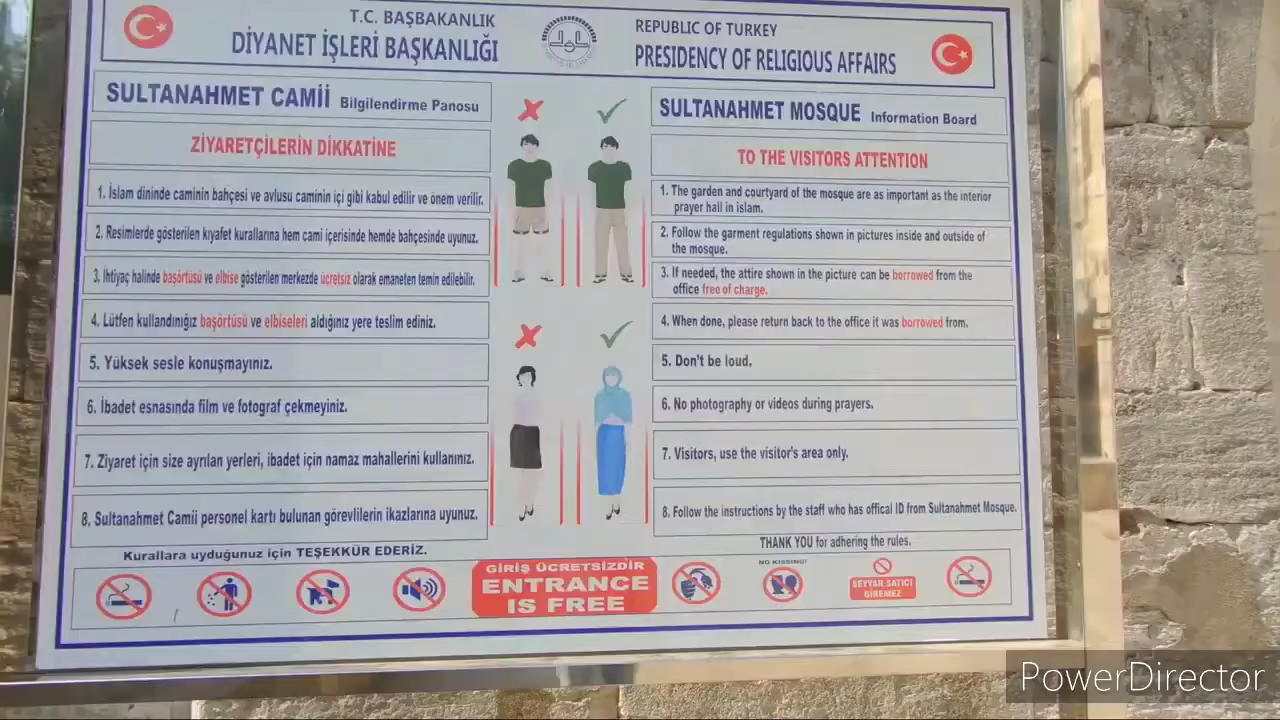 T.C. BAŞBAKANLIK
DİYANET İŞLERİ BAŞKANLIĞI
REPUBLIC OF TURKEY
PRESIDENCY OF RELIGIOUS AFFAIRS
SULTANAHMET CAMİİ Bilgilendirme Panosu
ZİYARETÇİLERİN DİKKATİNE
1. İslam dininde caminin bahçesi ve avlusu caminin içi gibi kabul edilir ve önem verilir.
2. Resimlerde gösterilen kıyafet kurallarına hem cami içerisinde hemde bahçesinde uyunuz.
3. İhtiyaç halinde başörtüsü ve elbise gösterilen merkezde ücretsiz olarak emaneten temin edilebilir.
4. Lütfen kullandınığız başörtüsü ve elbiseleri aldığınız yere teslim ediniz.
5. Yüksek sesle konuşmayınız.
6. İbadet esnasında film ve fotograf çekmeyiniz.
7. Ziyaret için size ayrılan yerleri, ibadet için namaz mahallerini kullanınız.
8. Sultanahmet Camii personel kartı bulunan görevlilerin ikazlarına uyunuz.
Kurallara uyduğunuz için TEŞEKKÜR EDERİZ.
SULTANAHMET MOSQUE Information Board
TO THE VISITORS ATTENTION
1. The garden and courtyard of the mosque are as important as the interior
prayer hall in islam.
2. Follow the garment regulations shown in pictures inside and outside of
the mosque.
3. If needed, the attire shown in the picture can be borrowed from the
office free of charge.
4. When done, please return back to the office it was borrowed from.
5. Don't be loud.
6. No photography or videos during prayers.
7. Visitors, use the visitor's area only.
8. Follow the instructions by the staff who has offical ID from Sultanahmet Mosque.
THANK YOU for adhering the rules.
GİRİŞ ÜCRETSİZDİR
ENTRANCE
IS FREE
NO KISSING!
SEYYAR SATICI
GİREMEZ
PowerDirector